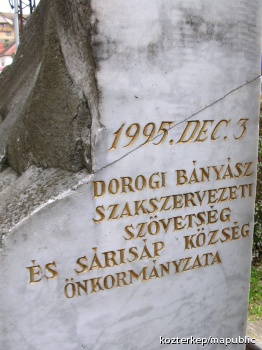 1995. DEC. 3
DOROGI BÁNYÁSZ
SZAKSZERVEZETI
SZÖVETSÉG
ÉS SÁRISÁP KÖZSÉG
ÖNKORMÁNYZATA
kozterkep/mapublic